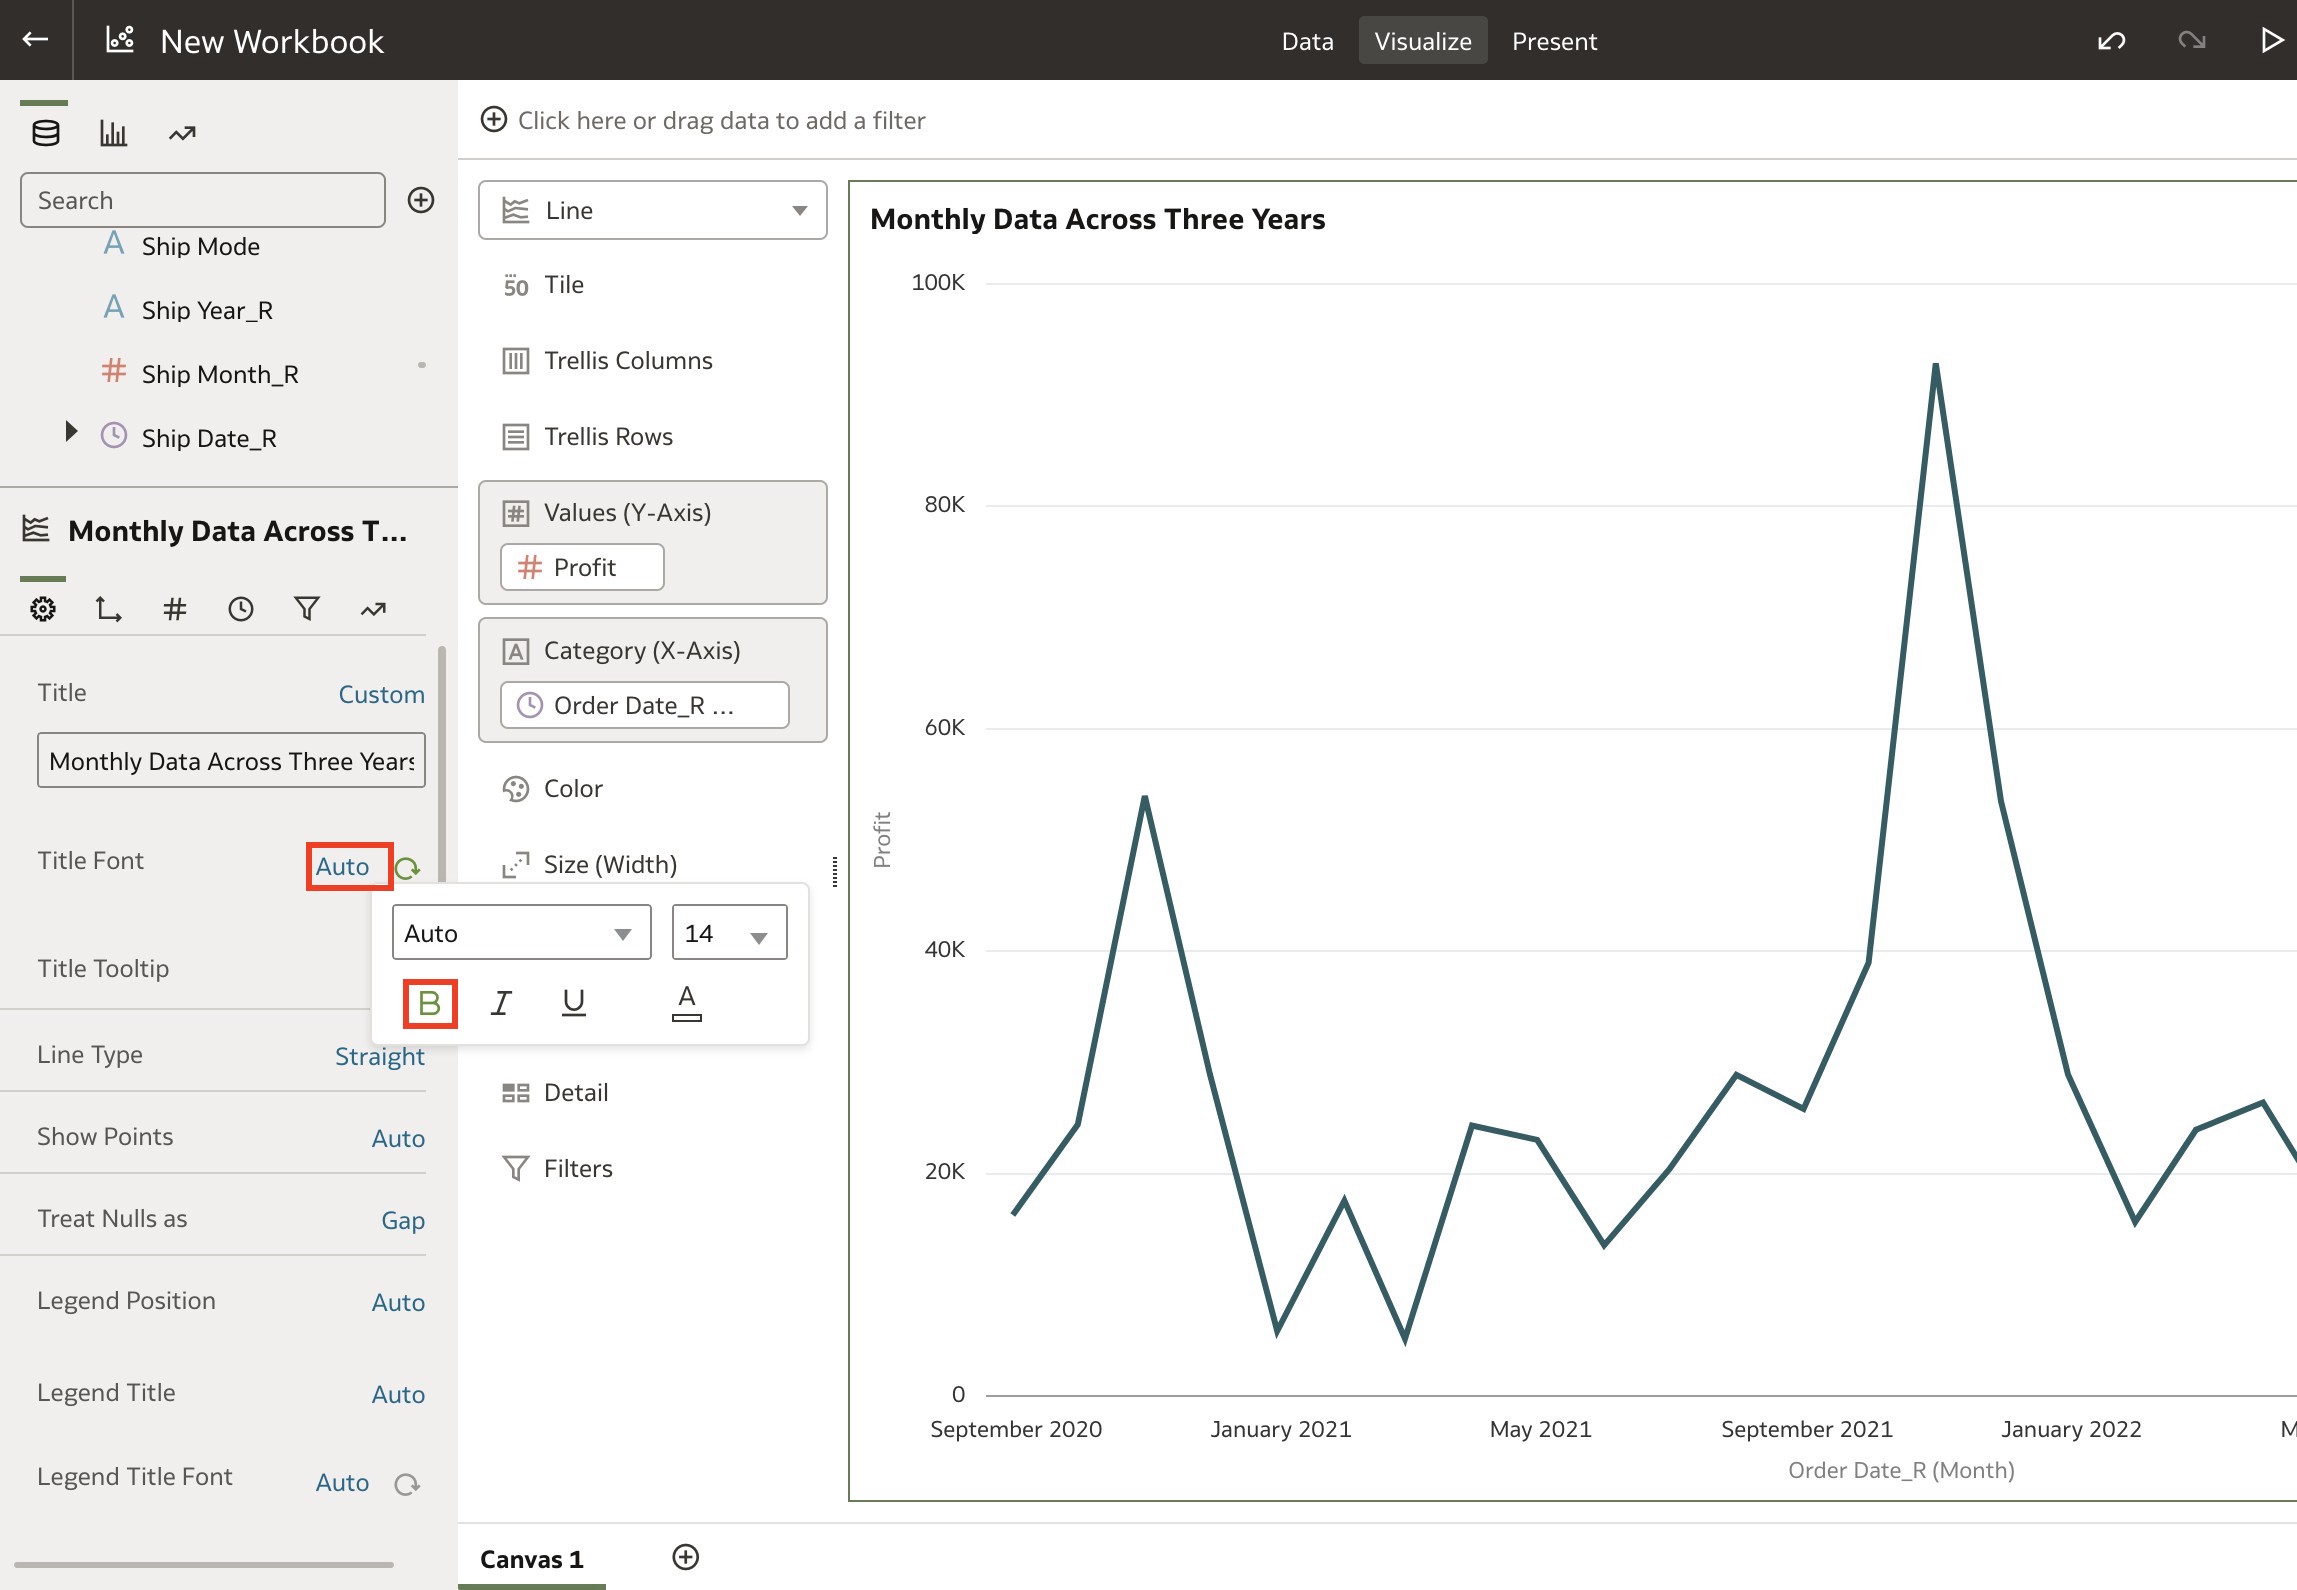 New Workbook
Data Visualize Present
Search
A Ship Mode
A Ship Year_R
# Ship Month_R
Ship Date_R
Monthly Data Across T...
#
Title Custom
Monthly Data Across Three Years
Title Font Auto
Auto 14
B I U A
Title Tooltip
Line Type Straight
Show Points Auto
Treat Nulls as Gap
Legend Position Auto
Legend Title Auto
Legend Title Font Auto
Click here or drag data to add a filter
Line
50 Tile
Trellis Columns
Trellis Rows
# Values (Y-Axis)
# Profit
A Category (X-Axis)
Order Date_R ...
Color
Size (Width)
Detail
Filters
Monthly Data Across Three Years
100K
80K
60K
40K
20K
0
Profit
September 2020 January 2021 May 2021 September 2021 January 2022
Order Date_R (Month)
Canvas 1